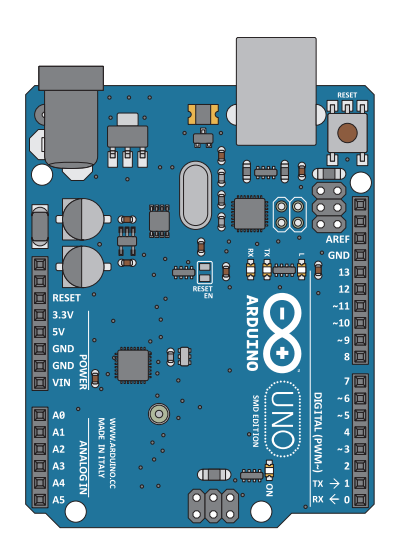 RESET
AREF
GND
13
12
~11
~10
~9
8
7
~6
~5
4
~3
2
TX → 1
RX ← 0
DIGITAL (PWM~)
RX
TX
L
RESET
EN
ARDUINO
UNO
SMD EDITION
ON
RESET
3.3V
5V
GND
GND
VIN
POWER
A0
A1
A2
A3
A4
A5
ANALOG IN
WWW.ARDUINO.CC
MADE IN ITALY